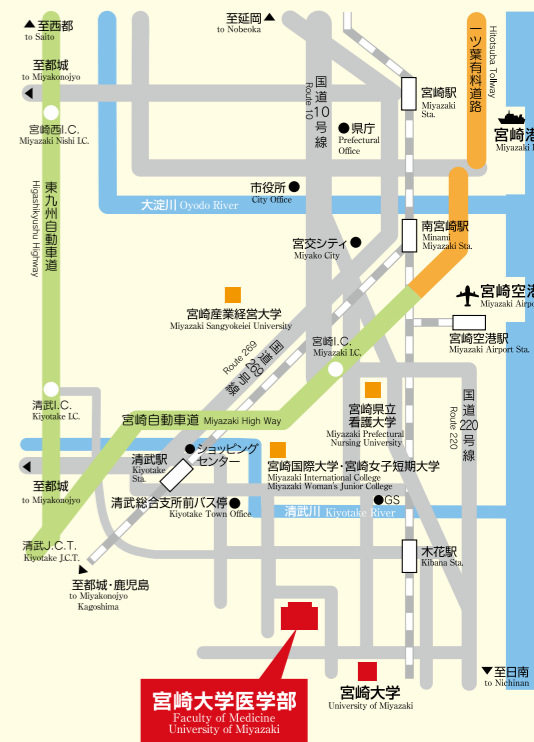 ▲至西都
to Saito
至延岡▲
to Nobeoka
至都城
to Miyakonojo
宮崎西I.C.
Miyazaki Nishi I.C.
国道10号線
Route 10
宮崎駅
Miyazaki
Sta.
一ツ葉有料道路
Hitotsuba Tollway
宮崎港
Miyazaki
県庁
Prefectural
Office
市役所
City Office
大淀川 Oyodo River
東九州自動車道
Higashikyushu Highway
宮交シティ
Miyako City
南宮崎駅
Minami
Miyazaki Sta.
宮崎空港
Miyazaki Airpo
宮崎空港駅
Miyazaki Airport Sta.
宮崎産業経営大学
Miyazaki Sangyokeiei University
宮崎I.C.
Miyazaki I.C.
Route 269
国道269号線
清武I.C.
Kiyotake I.C.
宮崎自動車道 Miyazaki High Way
宮崎県立
看護大学
Miyazaki Prefectural
Nursing University
国道220号線
Route 220
ショッピング
センター
清武駅
Kiyotake
Sta.
宮崎国際大学・宮崎女子短期大学
Miyazaki International College
Miyazaki Woman's Junior College
至都城
to Miyakonojo
清武総合支所前バス停
Kiyotake Town Office
GS
清武川 Kiyotake River
清武J.C.T.
Kiyotake J.C.T.
木花駅
Kibana Sta.
至都城・鹿児島
to Miyakonojo
Kagoshima
宮崎大学医学部
Faculty of Medicine
University of Miyazaki
宮崎大学
University of Miyazaki
▼至日南
to Nichinan